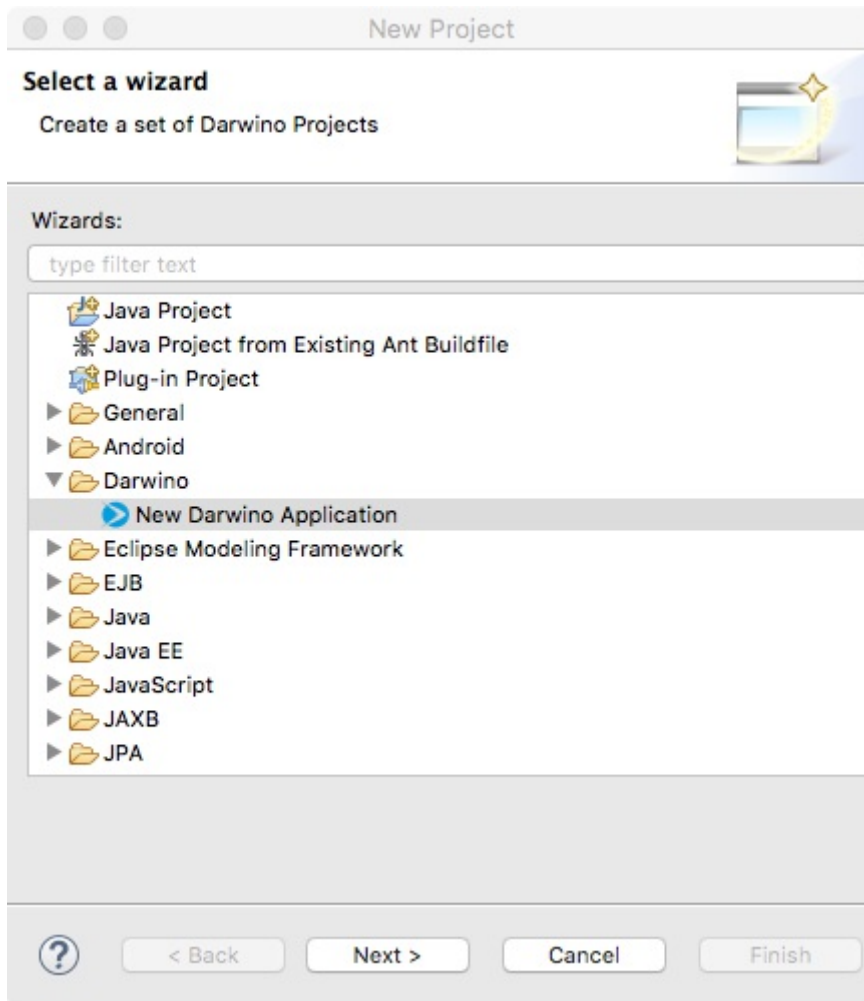 New Project
Select a wizard
Create a set of Darwino Projects
Wizards:
type filter text
Java Project
Java Project from Existing Ant Buildfile
Plug-in Project
General
Android
Darwino
New Darwino Application
Eclipse Modeling Framework
EJB
Java
Java EE
JavaScript
JAXB
JPA
? < Back Next > Cancel Finish